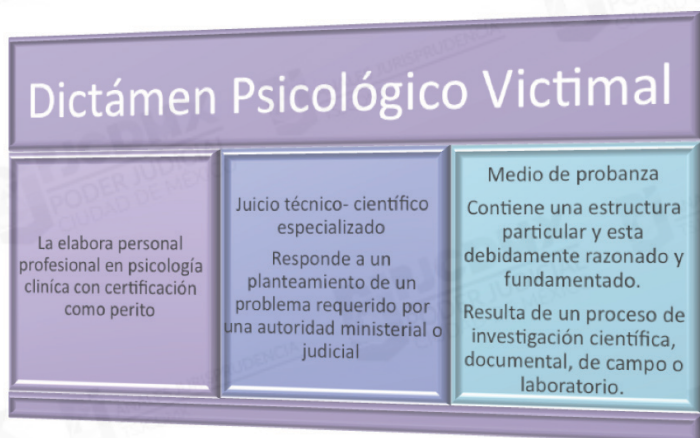 Dictámen Psicológico Victimal
La elabora personal
profesional en psicología
cliníca con certificación
como perito
Juicio técnico- científico
especializado
Responde a un
planteamiento de un
problema requerido por
una autoridad ministerial o
judicial
Medio de probanza
Contiene una estructura
particular y esta
debidamente razonado y
fundamentado.
Resulta de un proceso de
investigación científica,
documental, de campo o
laboratorio.